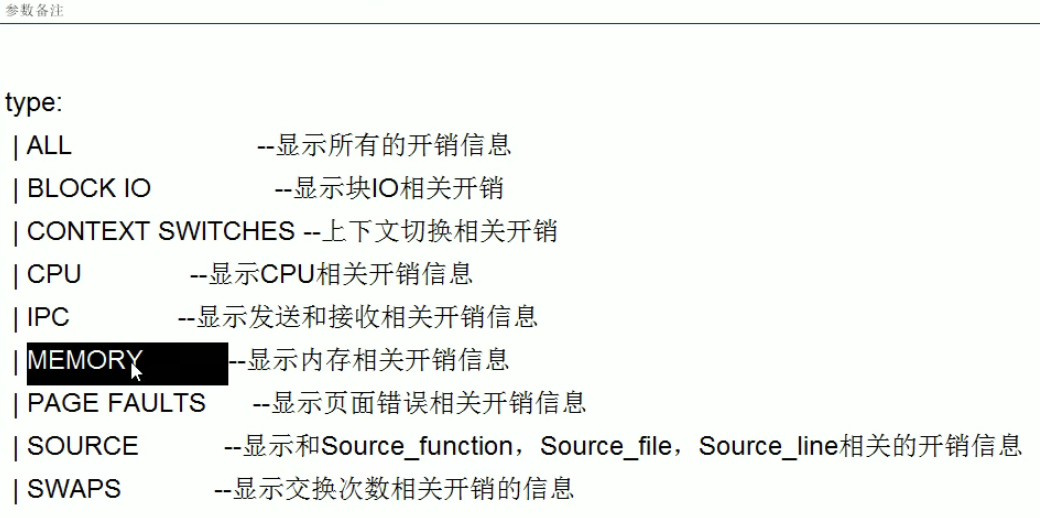 参数备注
type:
| ALL --显示所有的开销信息
| BLOCK IO --显示块IO相关开销
| CONTEXT SWITCHES --上下文切换相关开销
| CPU --显示CPU相关开销信息
| IPC --显示发送和接收相关开销信息
| MEMORY --显示内存相关开销信息
| PAGE FAULTS --显示页面错误相关开销信息
| SOURCE --显示和Source_function，Source_file，Source_line相关的开销信息
| SWAPS --显示交换次数相关开销的信息